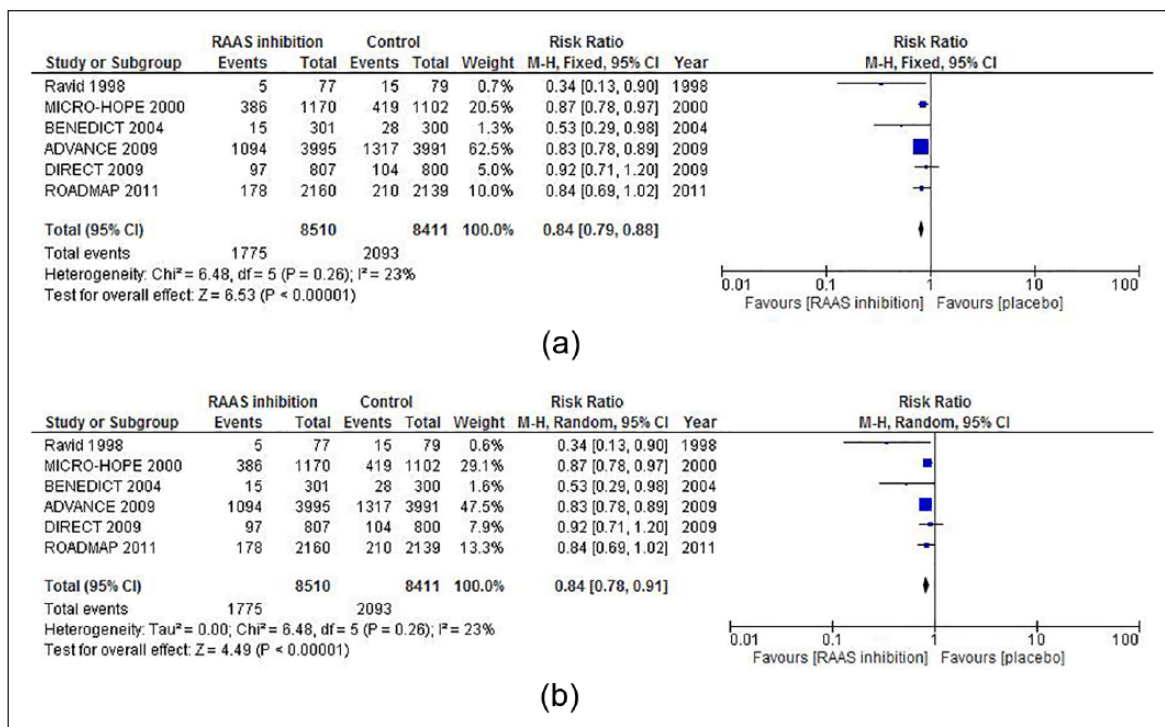 RAAS inhibition Control Risk Ratio Risk Ratio
Study or Subgroup Events Total Events Total Weight M-H, Fixed, 95% CI Year M-H, Fixed, 95% CI
Ravid 1998 5 77 15 79 0.7% 0.34 [0.13, 0.90] 1998
MICRO-HOPE 2000 386 1170 419 1102 20.5% 0.87 [0.78, 0.97] 2000
BENEDICT 2004 15 301 28 300 1.3% 0.53 [0.29, 0.98] 2004
ADVANCE 2009 1094 3995 1317 3991 62.5% 0.83 [0.78, 0.89] 2009
DIRECT 2009 97 807 104 800 5.0% 0.92 [0.71, 1.20] 2009
ROADMAP 2011 178 2160 210 2139 10.0% 0.84 [0.69, 1.02] 2011
Total (95% CI) 8510 8411 100.0% 0.84 [0.79, 0.88]
Total events 1775 2093
Heterogeneity: Chi² = 6.48, df = 5 (P = 0.26); I² = 23%
Test for overall effect: Z = 6.53 (P < 0.00001)
0.01 0.1 1 10 100
Favours [RAAS inhibition] Favours [placebo]
(a)
RAAS inhibition Control Risk Ratio Risk Ratio
Study or Subgroup Events Total Events Total Weight M-H, Random, 95% CI Year M-H, Random, 95% CI
Ravid 1998 5 77 15 79 0.6% 0.34 [0.13, 0.90] 1998
MICRO-HOPE 2000 386 1170 419 1102 29.1% 0.87 [0.78, 0.97] 2000
BENEDICT 2004 15 301 28 300 1.6% 0.53 [0.29, 0.98] 2004
ADVANCE 2009 1094 3995 1317 3991 47.5% 0.83 [0.78, 0.89] 2009
DIRECT 2009 97 807 104 800 7.9% 0.92 [0.71, 1.20] 2009
ROADMAP 2011 178 2160 210 2139 13.3% 0.84 [0.69, 1.02] 2011
Total (95% CI) 8510 8411 100.0% 0.84 [0.78, 0.91]
Total events 1775 2093
Heterogeneity: Tau² = 0.00; Chi² = 6.48, df = 5 (P = 0.26); I² = 23%
Test for overall effect: Z = 4.49 (P < 0.00001)
0.01 0.1 1 10 100
Favours [RAAS inhibition] Favours [placebo]
(b)